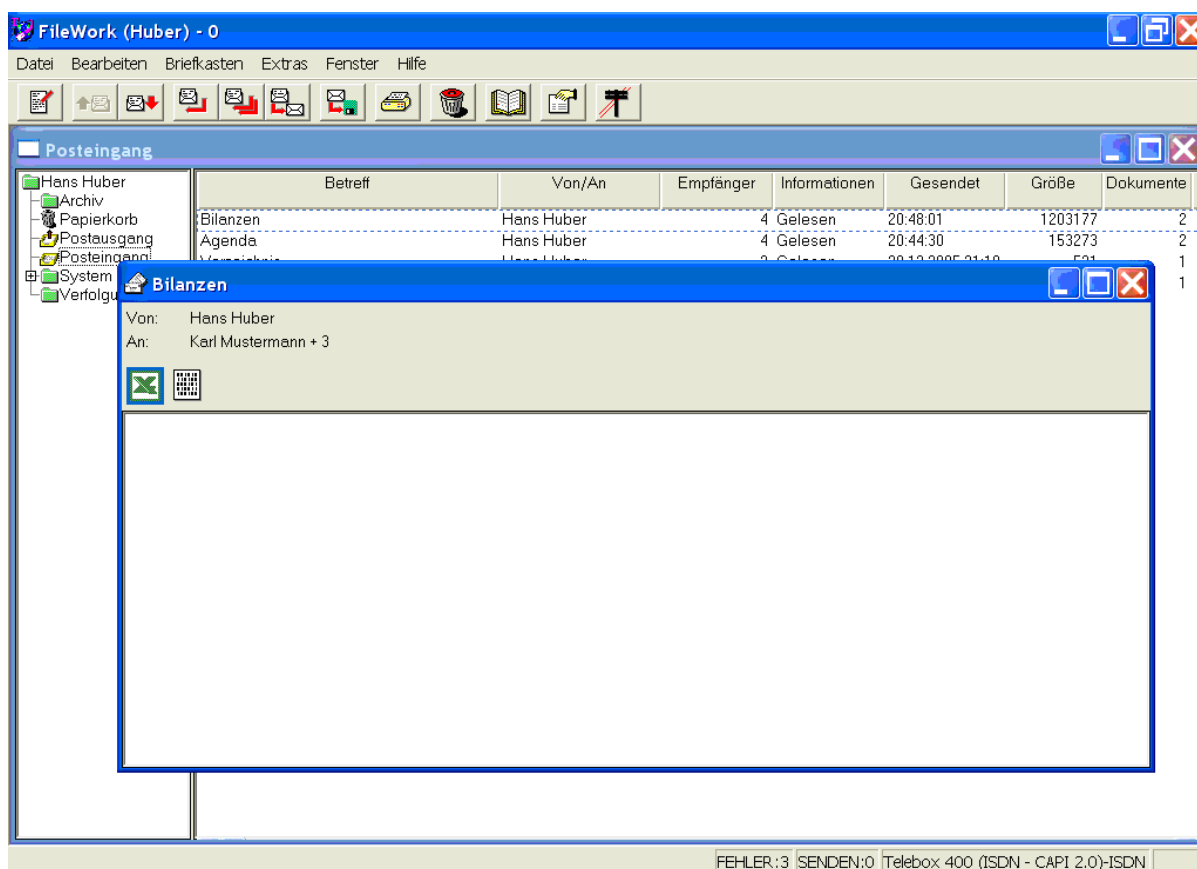 FileWork (Huber) - 0
Datei Bearbeiten Briefkasten Extras Fenster Hilfe
Posteingang
Hans Huber
Archiv
Papierkorb
Postausgang
Posteingang
System
Betreff Von/An Empfänger Informationen Gesendet Größe Dokumente
Bilanzen Hans Huber 4 Gelesen 20:48:01 1203177 2
Agenda Hans Huber 4 Gelesen 20:44:30 153273 2
1
1
Bilanzen
Von: Hans Huber
An: Karl Mustermann + 3
FEHLER:3 SENDEN:0 Telebox 400 (ISDN - CAPI 2.0)-ISDN